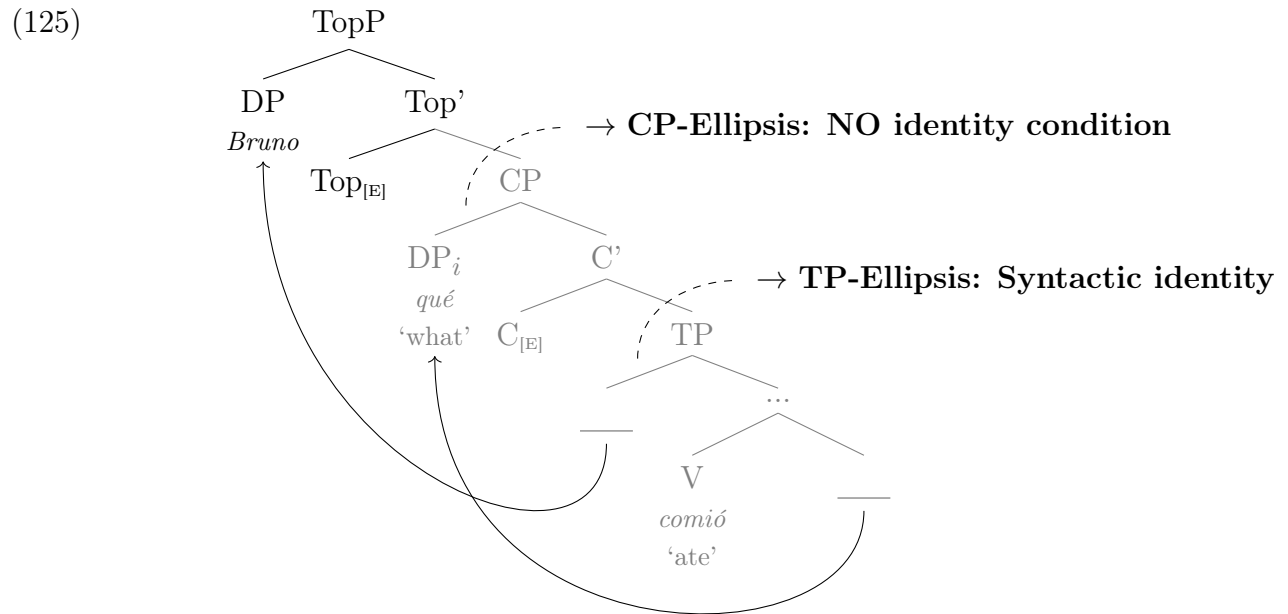 (125)
TopP
DP Top’
Bruno
→ CP-Ellipsis: NO identity condition
Top[E] CP
DPi C’
qué
‘what’
→ TP-Ellipsis: Syntactic identity
C[E] TP
...
V
comió
‘ate’